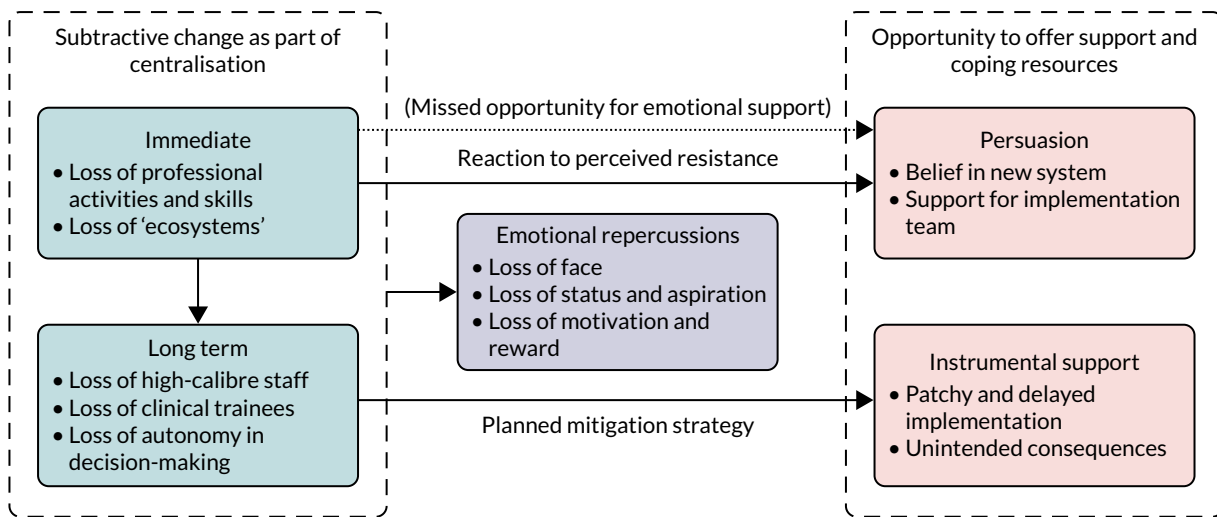 Subtractive change as part of
centralisation
Immediate
• Loss of professional
activities and skills
• Loss of ‘ecosystems’
Long term
• Loss of high-calibre staff
• Loss of clinical trainees
• Loss of autonomy in
decision-making
(Missed opportunity for emotional support)
Reaction to perceived resistance
Emotional repercussions
• Loss of face
• Loss of status and aspiration
• Loss of motivation and
reward
Planned mitigation strategy
Opportunity to offer support and
coping resources
Persuasion
• Belief in new system
• Support for implementation
team
Instrumental support
• Patchy and delayed
implementation
• Unintended consequences